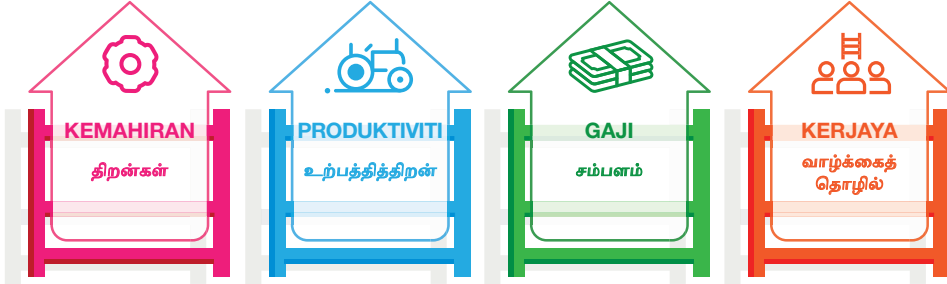 KEMAHIRAN
திறன்கள்
PRODUKTIVITI
உற்பத்தித்திறன்
GAJI
சம்பளம்
KERJAYA
வாழ்க்கைத்
தொழில்